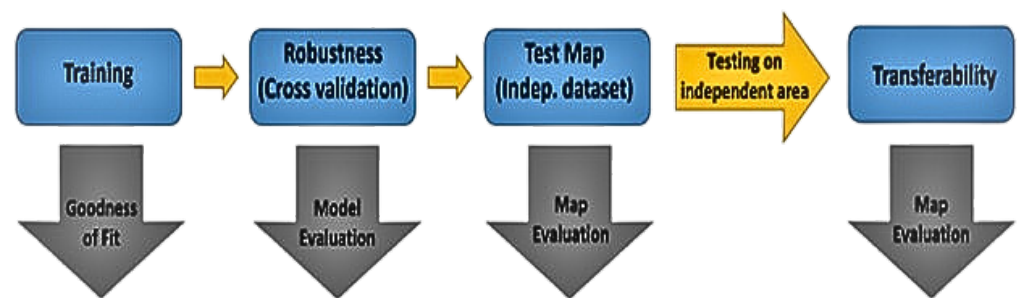 Training
Robustness
(Cross validation)
Test Map
(Indep. dataset)
Testing on
independent area
Transferability
Goodness
of Fit
Model
Evaluation
Map
Evaluation
Map
Evaluation